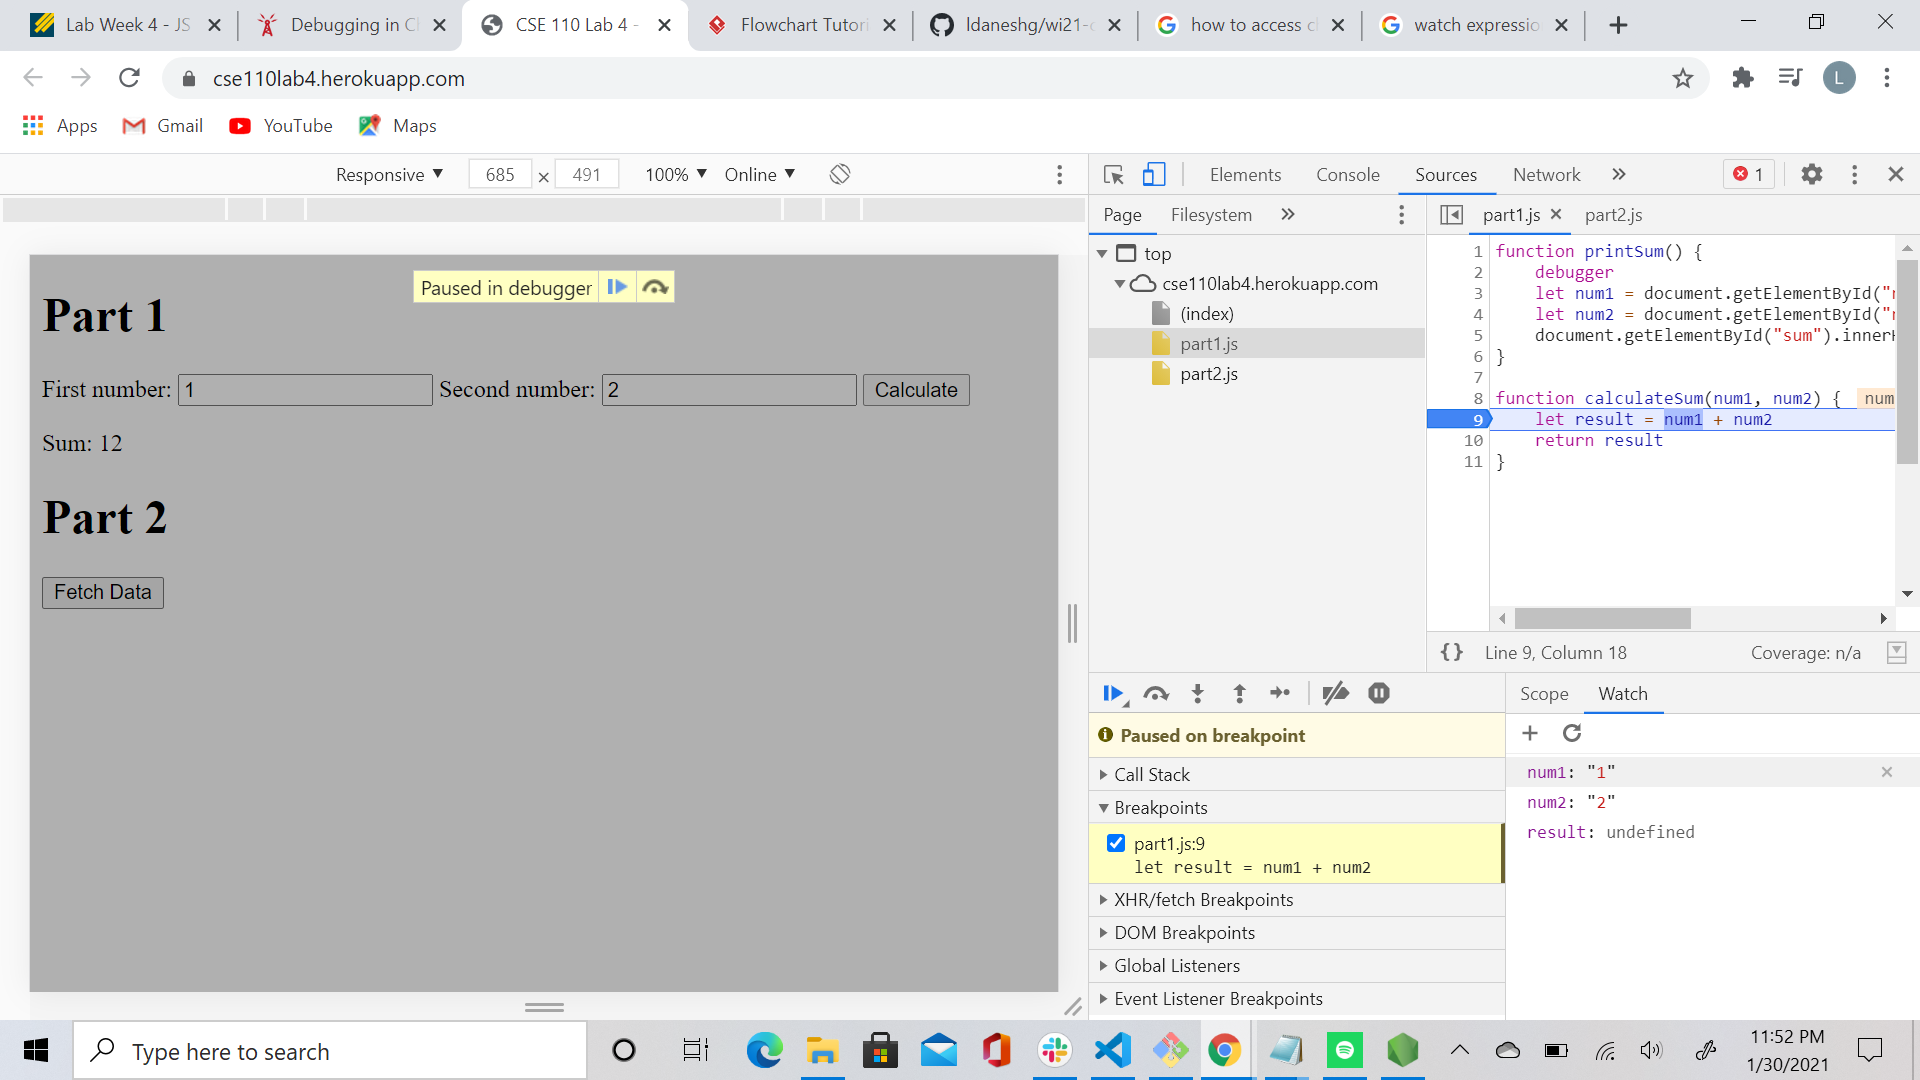 Lab Week 4 - JS
Debugging in C
CSE 110 Lab 4 -
Flowchart Tutori
ldaneshg/wi21-c
how to access c
watch expressio
cse110lab4.herokuapp.com
L
Apps
Gmail
YouTube
Maps
Responsive ▼ 685 × 491 100% ▼ Online ▼
Elements Console Sources Network » 1
Page Filesystem »
part1.js part2.js
Paused in debugger
Part 1
First number: 1 Second number: 2 Calculate
Sum: 12
Part 2
Fetch Data
top
cse110lab4.herokuapp.com
(index)
part1.js
part2.js
1 function printSum() {
2 debugger
3 let num1 = document.getElementById("
4 let num2 = document.getElementById("
5 document.getElementById("sum").inner
6 }
7
8 function calculateSum(num1, num2) { num
9 let result = num1 + num2
10 return result
11 }
{} Line 9, Column 18 Coverage: n/a
Paused on breakpoint
Call Stack
Breakpoints
part1.js:9
let result = num1 + num2
XHR/fetch Breakpoints
DOM Breakpoints
Global Listeners
Event Listener Breakpoints
Scope Watch
num1: "1"
num2: "2"
result: undefined
Type here to search
11:52 PM
1/30/2021